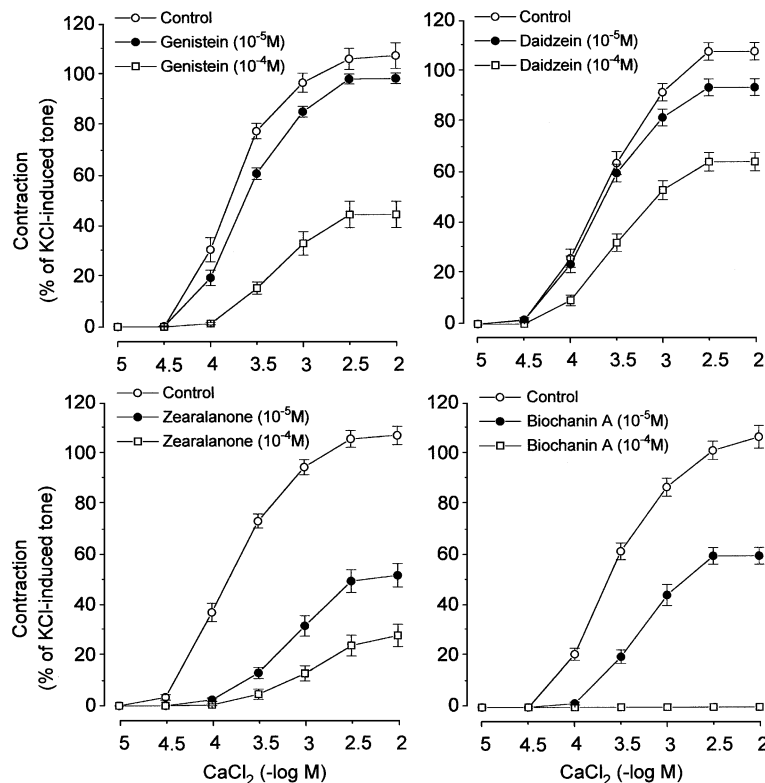 Contraction
(% of KCl-induced tone)
120
100
80
60
40
20
0
Control
Genistein (10⁻⁵M)
Genistein (10⁻⁴M)
5 4.5 4 3.5 3 2.5 2
120
100
80
60
40
20
0
Control
Daidzein (10⁻⁵M)
Daidzein (10⁻⁴M)
5 4.5 4 3.5 3 2.5 2
Contraction
(% of KCl-induced tone)
120
100
80
60
40
20
0
Control
Zearalanone (10⁻⁵M)
Zearalanone (10⁻⁴M)
5 4.5 4 3.5 3 2.5 2
CaCl₂ (-log M)
120
100
80
60
40
20
0
Control
Biochanin A (10⁻⁵M)
Biochanin A (10⁻⁴M)
5 4.5 4 3.5 3 2.5 2
CaCl₂ (-log M)